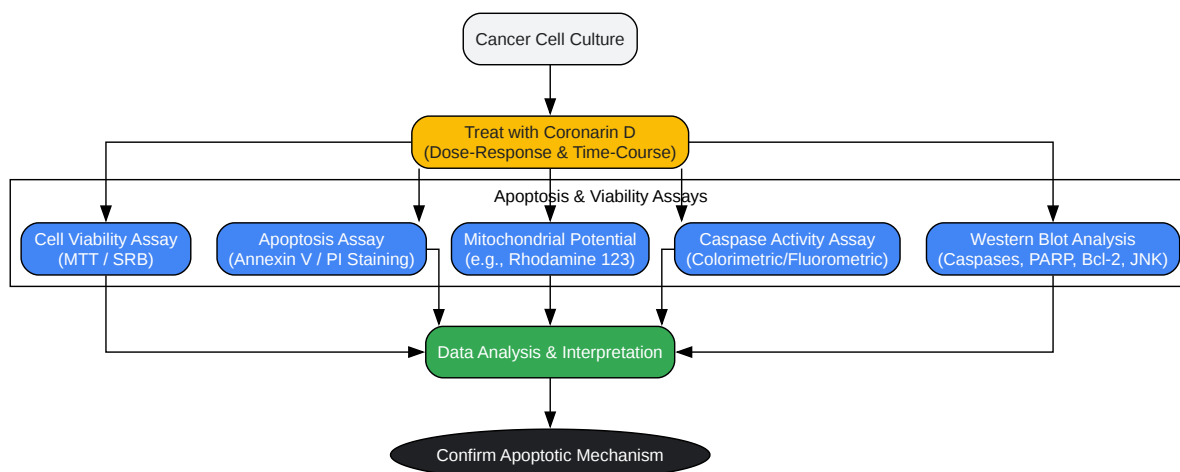 Cancer Cell Culture
Treat with Coronarin D
(Dose-Response & Time-Course)
Apoptosis & Viability Assays
Cell Viability Assay
(MTT / SRB)
Apoptosis Assay
(Annexin V / PI Staining)
Mitochondrial Potential
(e.g., Rhodamine 123)
Caspase Activity Assay
(Colorimetric/Fluorometric)
Western Blot Analysis
(Caspases, PARP, Bcl-2, JNK)
Data Analysis & Interpretation
Confirm Apoptotic Mechanism